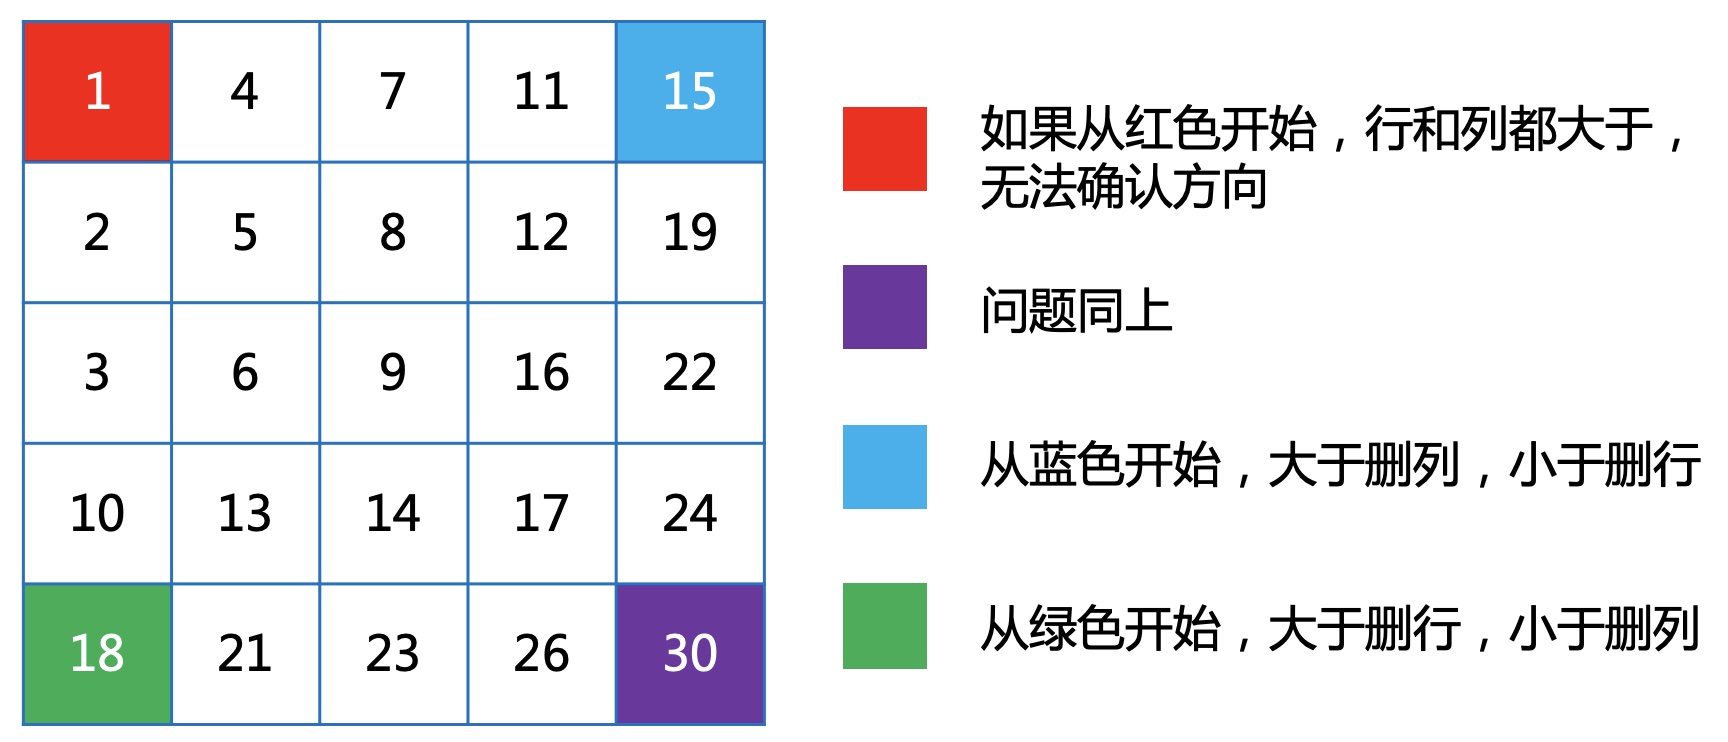 1 4 7 11 15
2 5 8 12 19
3 6 9 16 22
10 13 14 17 24
18 21 23 26 30
如果从红色开始，行和列都大于，
无法确认方向
问题同上
从蓝色开始，大于删列，小于删行
从绿色开始，大于删行，小于删列